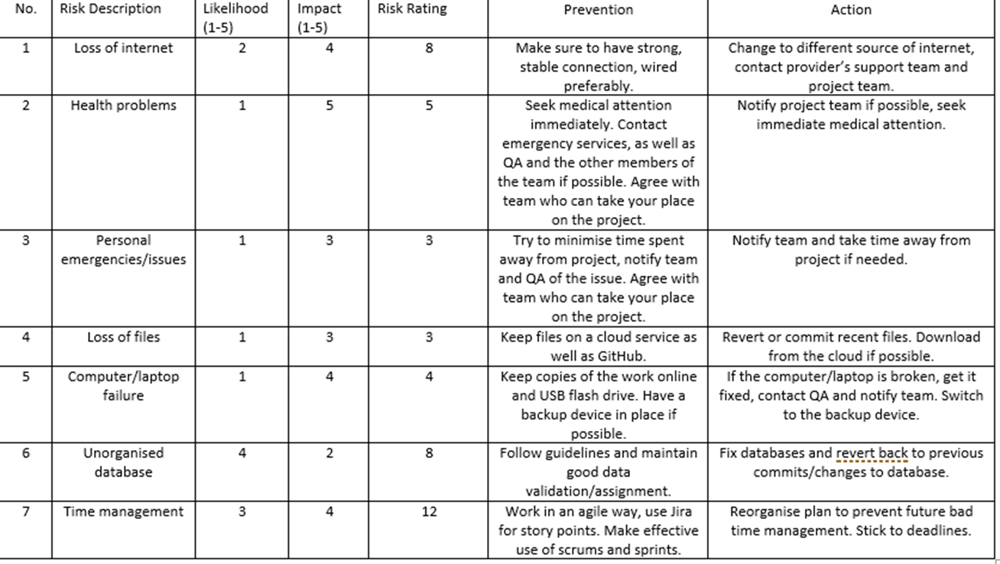 No. Risk Description Likelihood (1-5) Impact (1-5) Risk Rating Prevention Action
1 Loss of internet 2 4 8 Make sure to have strong, Change to different source of internet,
stable connection, wired contact provider’s support team and
preferably. project team.
2 Health problems 1 5 5 Seek medical attention Notify project team if possible, seek
immediately. Contact immediate medical attention.
emergency services, as well as
QA and the other members of
the team if possible. Agree with
team who can take your place
on the project.
3 Personal 1 3 3 Try to minimise time spent Notify team and take time away from
emergencies/issues away from project, notify team project if needed.
and QA of the issue. Agree with
team who can take your place
on the project.
4 Loss of files 1 3 3 Keep files on a cloud service as Revert or commit recent files. Download
well as GitHub. from the cloud if possible.
5 Computer/laptop 1 4 4 Keep copies of the work online If the computer/laptop is broken, get it
failure and USB flash drive. Have a fixed, contact QA and notify team. Switch
backup device in place if to the backup device.
possible.
6 Unorganised 4 2 8 Follow guidelines and maintain Fix databases and revert back to previous
database good data commits/changes to database.
validation/assignment.
7 Time management 3 4 12 Work in an agile way, use Jira Reorganise plan to prevent future bad
for story points. Make effective time management. Stick to deadlines.
use of scrums and sprints.